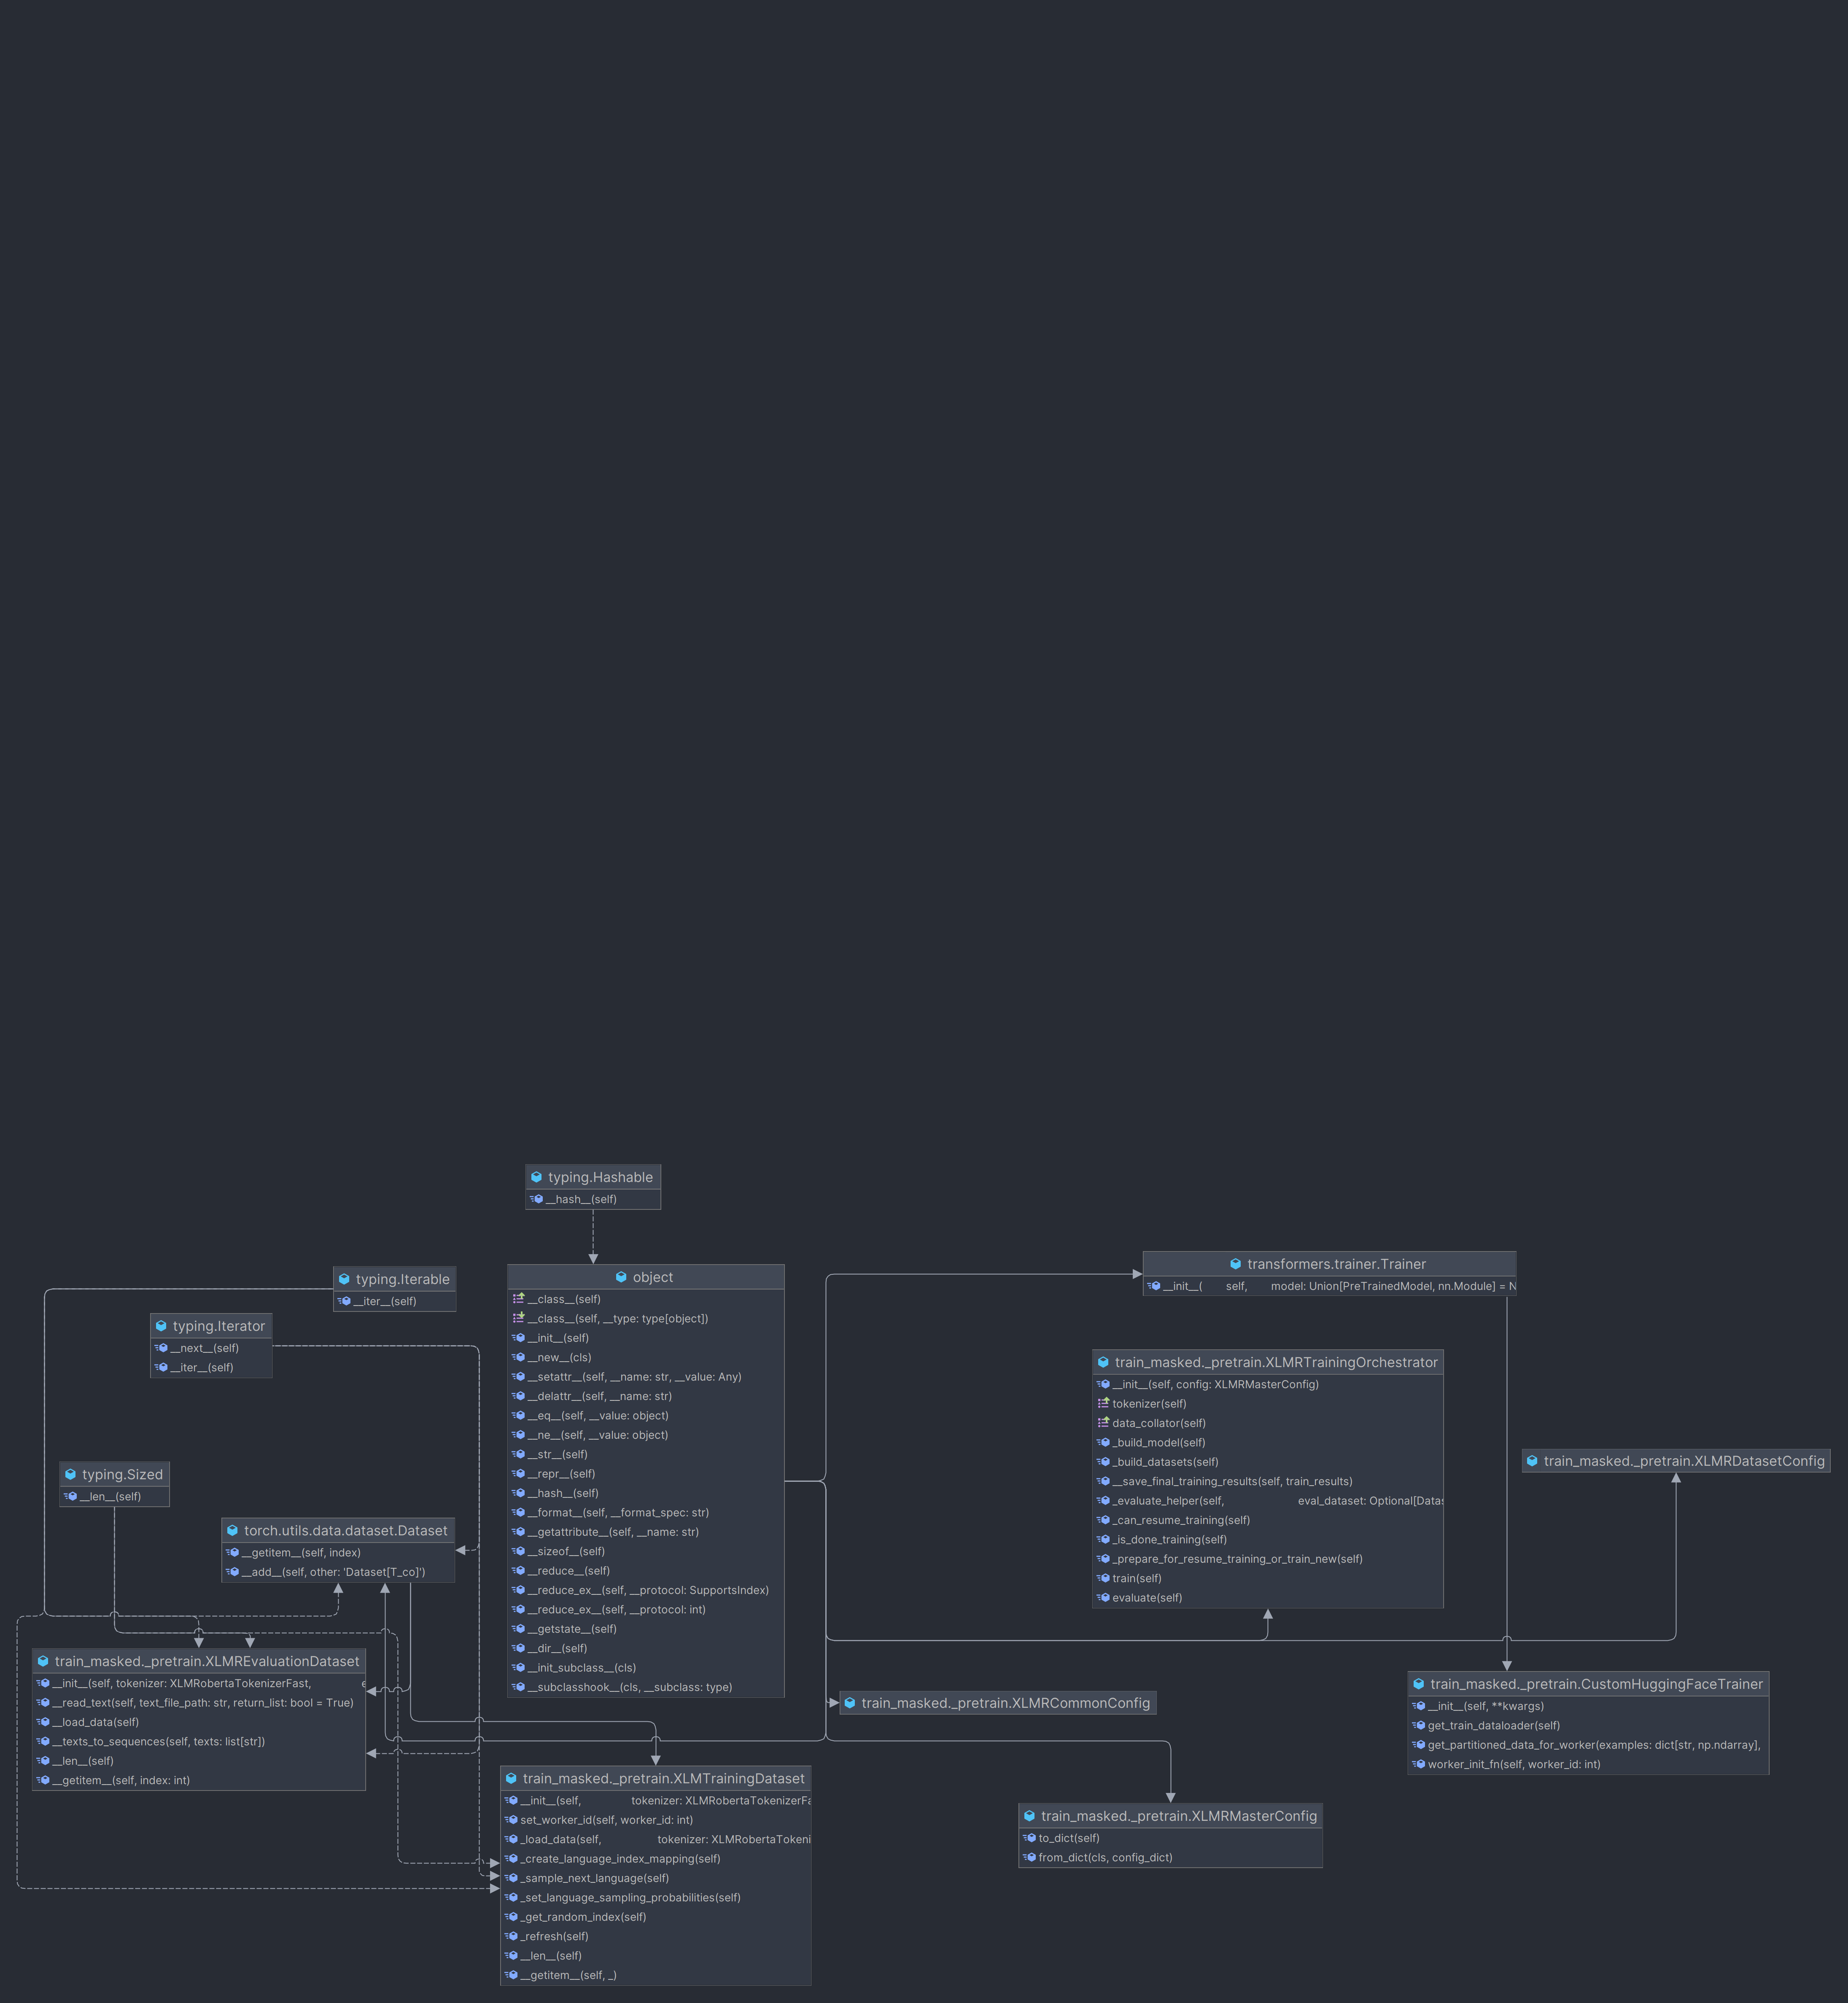 typing.Hashable
__hash__(self)
typing.Iterable
__iter__(self)
typing.Iterator
__next__(self)
__iter__(self)
typing.Sized
__len__(self)
torch.utils.data.dataset.Dataset
__getitem__(self, index)
__add__(self, other: 'Dataset[T_co]')
object
__class__(self)
__class__(self, __type: type[object])
__init__(self)
__new__(cls)
__setattr__(self, __name: str, __value: Any)
__delattr__(self, __name: str)
__eq__(self, __value: object)
__ne__(self, __value: object)
__str__(self)
__repr__(self)
__hash__(self)
__format__(self, __format_spec: str)
__getattribute__(self, __name: str)
__sizeof__(self)
__reduce__(self)
__reduce_ex__(self, __protocol: SupportsIndex)
__reduce_ex__(self, __protocol: int)
__getstate__(self)
__dir__(self)
__init_subclass__(cls)
__subclasshook__(cls, __subclass: type)
transformers.trainer.Trainer
__init__( self, model: Union[PreTrainedModel, nn.Module] = N
train_masked._pretrain.XLMRTrainingOrchestrator
__init__(self, config: XLMRMasterConfig)
tokenizer(self)
data_collator(self)
_build_model(self)
_build_datasets(self)
__save_final_training_results(self, train_results)
_evaluate_helper(self, eval_dataset: Optional[Datas
_can_resume_training(self)
_is_done_training(self)
_prepare_for_resume_training_or_train_new(self)
train(self)
evaluate(self)
train_masked._pretrain.XLMRDatasetConfig
train_masked._pretrain.XLMREvaluationDataset
__init__(self, tokenizer: XLMRobertaTokenizerFast, e
__read_text(self, text_file_path: str, return_list: bool = True)
__load_data(self)
__texts_to_sequences(self, texts: list[str])
__len__(self)
__getitem__(self, index: int)
train_masked._pretrain.XLMRCommonConfig
train_masked._pretrain.CustomHuggingFaceTrainer
__init__(self, **kwargs)
get_train_dataloader(self)
get_partitioned_data_for_worker(examples: dict[str, np.ndarray],
worker_init_fn(self, worker_id: int)
train_masked._pretrain.XLMTrainingDataset
__init__(self, tokenizer: XLMRobertaTokenizerFa
set_worker_id(self, worker_id: int)
_load_data(self, tokenizer: XLMRobertaTokeni
_create_language_index_mapping(self)
_sample_next_language(self)
_set_language_sampling_probabilities(self)
_get_random_index(self)
_refresh(self)
__len__(self)
__getitem__(self, _)
train_masked._pretrain.XLMRMasterConfig
to_dict(self)
from_dict(cls, config_dict)